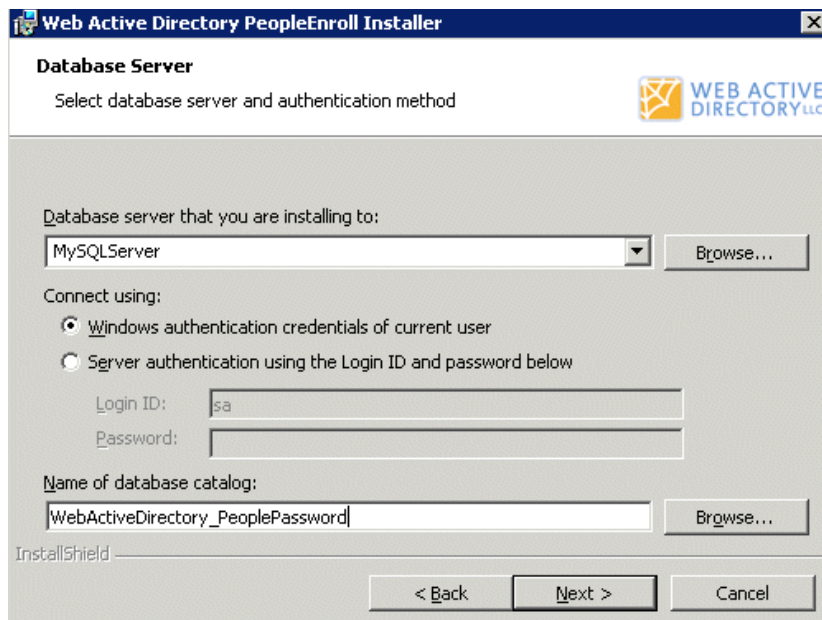 Web Active Directory PeopleEnroll Installer
Database Server
Select database server and authentication method
WEB ACTIVE
DIRECTORY LLC
Database server that you are installing to:
MySQLServer
Browse...
Connect using:
Windows authentication credentials of current user
Server authentication using the Login ID and password below
Login ID:
sa
Password:
Name of database catalog:
WebActiveDirectory_PeoplePassword
Browse...
InstallShield
< Back
Next >
Cancel